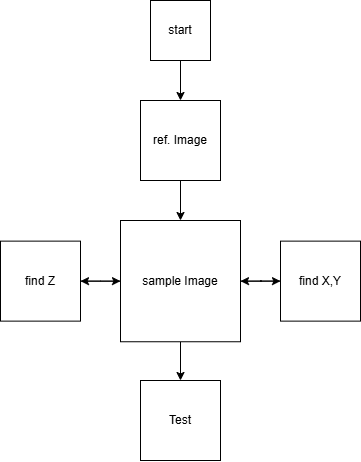 start
ref. Image
find Z
sample Image
find X,Y
Test